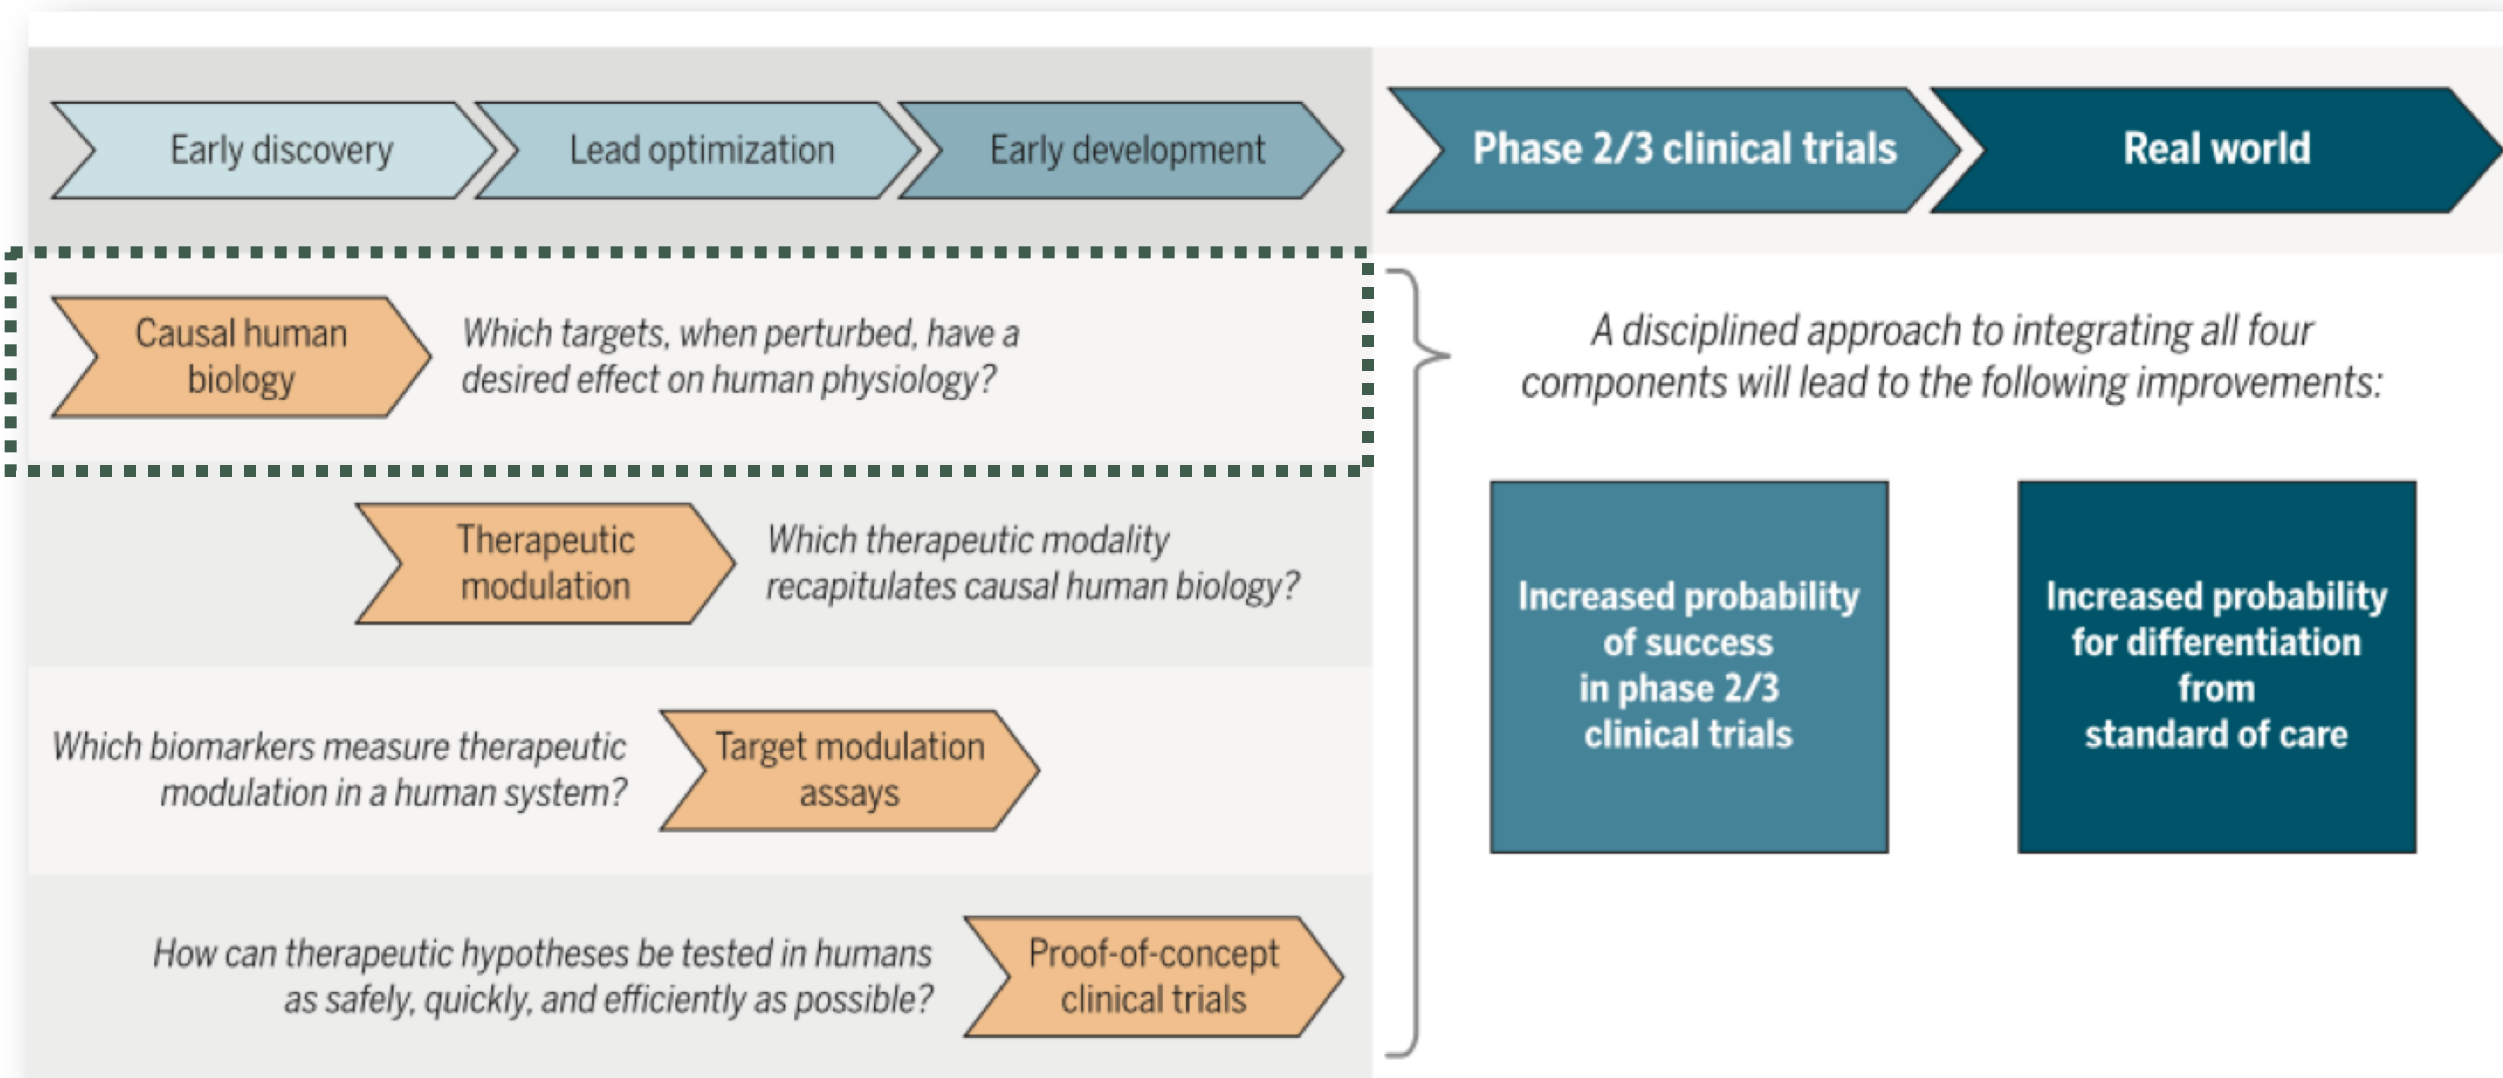 Early discovery
Lead optimization
Early development
Phase 2/3 clinical trials
Real world
Causal human
biology
Which targets, when perturbed, have a
desired effect on human physiology?
Therapeutic
modulation
Which therapeutic modality
recapitulates causal human biology?
Which biomarkers measure therapeutic
modulation in a human system?
Target modulation
assays
How can therapeutic hypotheses be tested in humans
as safely, quickly, and efficiently as possible?
Proof-of-concept
clinical trials
A disciplined approach to integrating all four
components will lead to the following improvements:
Increased probability
of success
in phase 2/3
clinical trials
Increased probability
for differentiation
from
standard of care